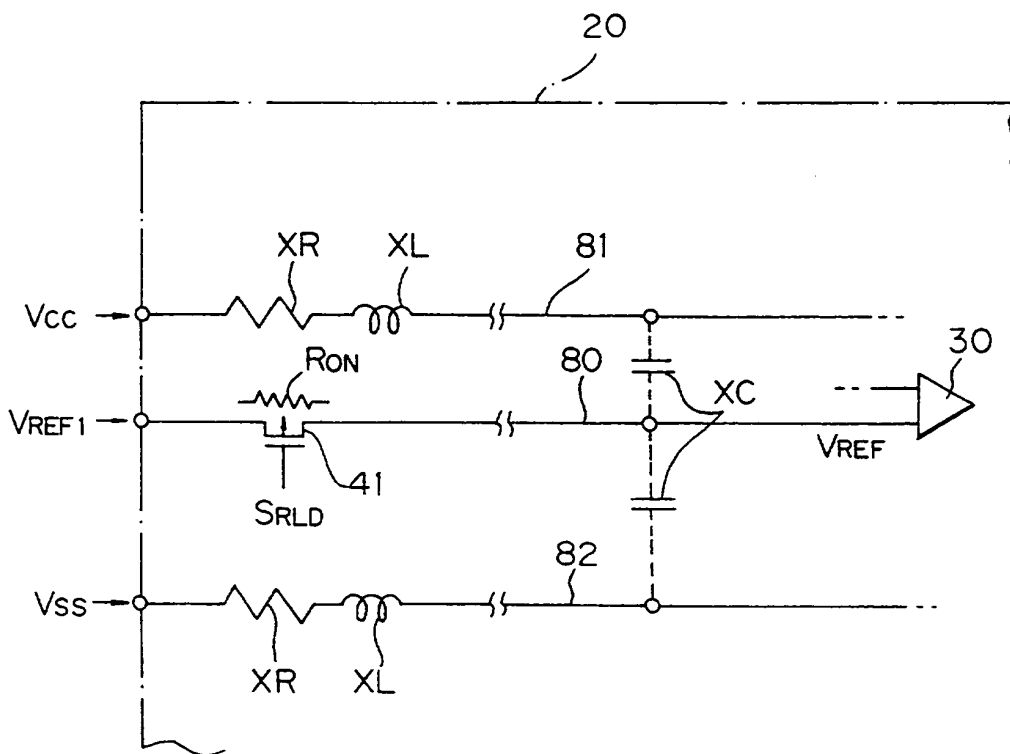 20
XR XL 81
Vcc
RON 80 30
XC
VREF1
VREF
41
SRLD
82
Vss
XR XL